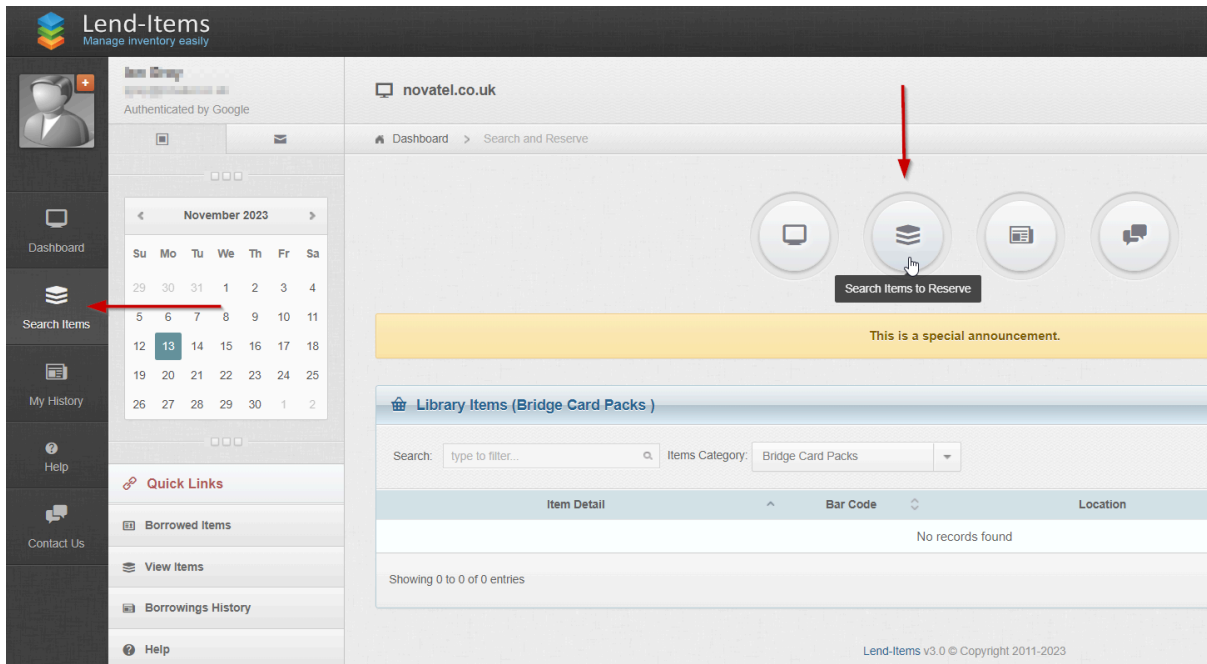 Lend-Items
Manage inventory easily
Authenticated by Google
novatel.co.uk
Dashboard > Search and Reserve
Dashboard
Search Items
My History
Help
Contact Us
November 2023
Su Mo Tu We Th Fr Sa
29 30 31 1 2 3 4
5 6 7 8 9 10 11
12 13 14 15 16 17 18
19 20 21 22 23 24 25
26 27 28 29 30 1 2
Quick Links
Borrowed Items
View Items
Borrowings History
Help
Search Items to Reserve
This is a special announcement.
Library Items (Bridge Card Packs )
Search: type to filter... Items Category: Bridge Card Packs
Item Detail Bar Code Location
No records found
Showing 0 to 0 of 0 entries
Lend-Items v3.0 © Copyright 2011-2023